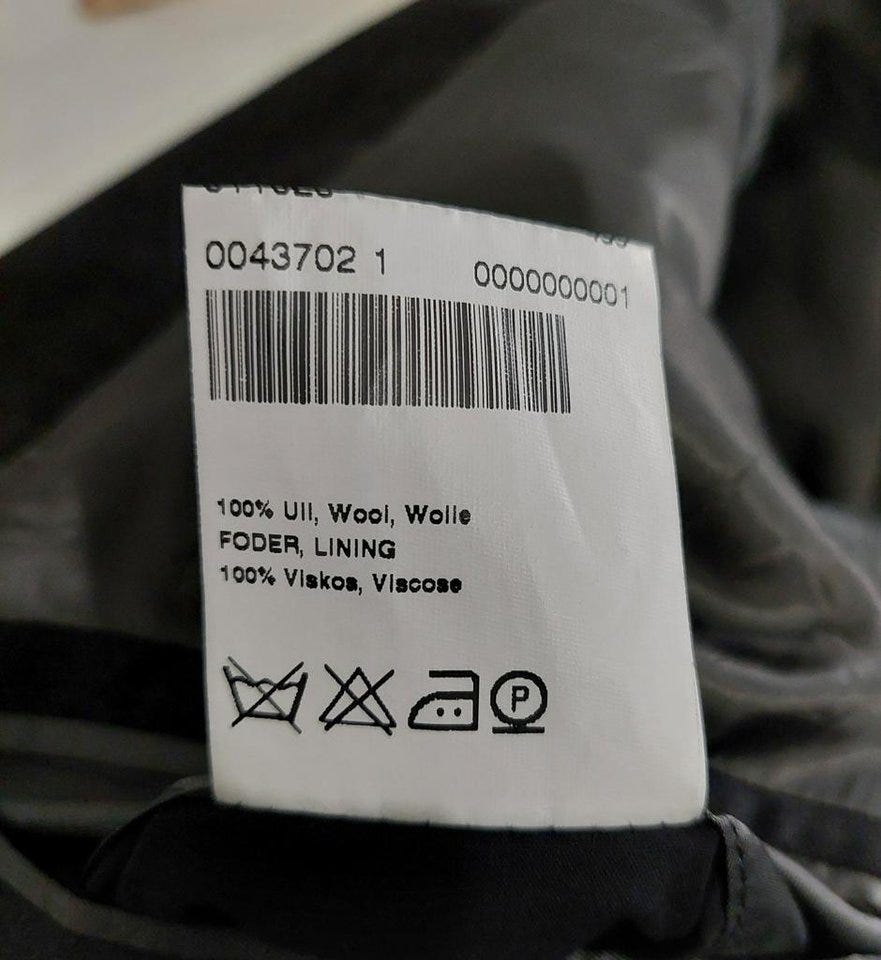 0043702 1 0000000001
100% Ull, Wool, Wolle
FODER, LINING
100% Viskos, Viscose
P